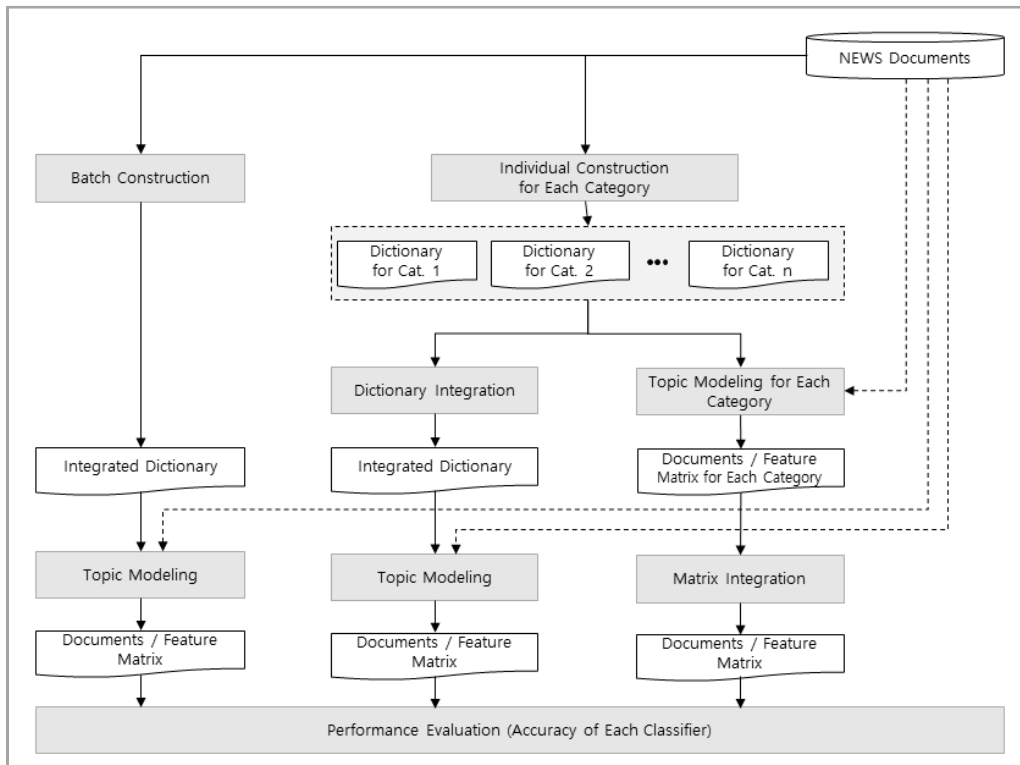 NEWS Documents
Batch Construction
Individual Construction
for Each Category
Dictionary
for Cat. 1
Dictionary
for Cat. 2
•••
Dictionary
for Cat. n
Dictionary Integration
Topic Modeling for Each
Category
Integrated Dictionary
Integrated Dictionary
Documents / Feature
Matrix for Each Category
Topic Modeling
Topic Modeling
Matrix Integration
Documents / Feature
Matrix
Documents / Feature
Matrix
Documents / Feature
Matrix
Performance Evaluation (Accuracy of Each Classifier)